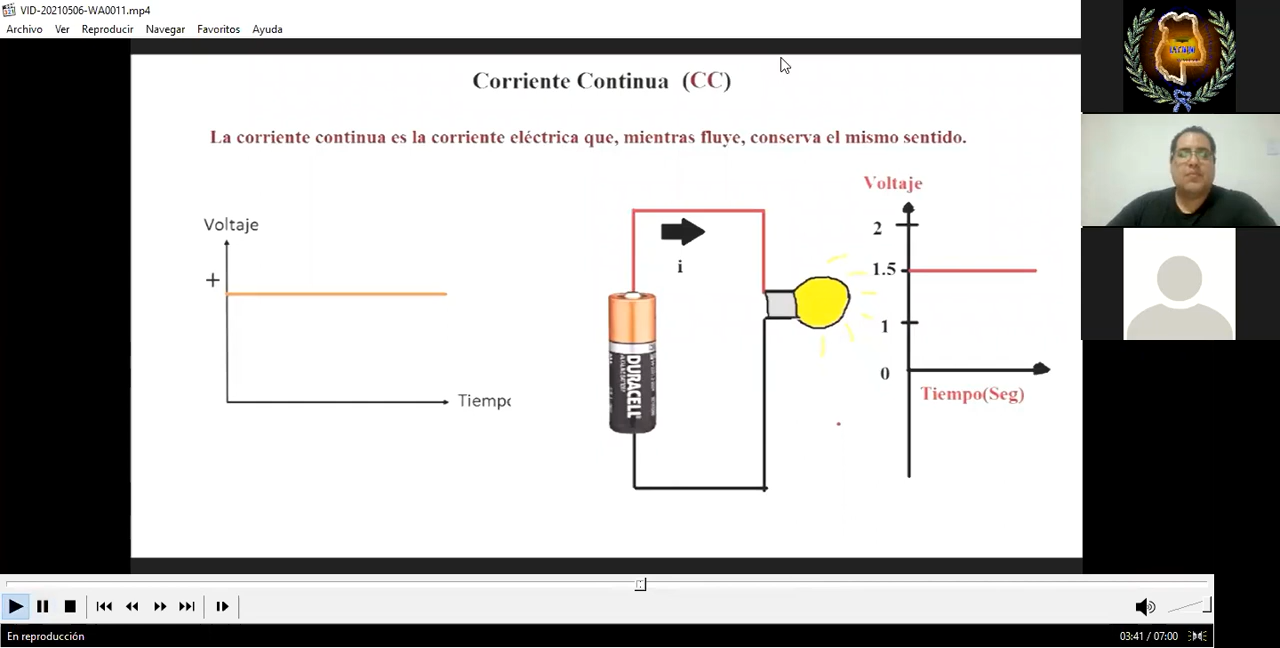 VID-20210506-WA0011.mp4
Archivo Ver Reproducir Navegar Favoritos Ayuda
Corriente Continua (CC)
La corriente continua es la corriente eléctrica que, mientras fluye, conserva el mismo sentido.
Voltaje
+
Tiempo
i
DURACELL
Voltaje
2
1.5
1
0
Tiempo(Seg)
En reproducción
03:41 / 07:00